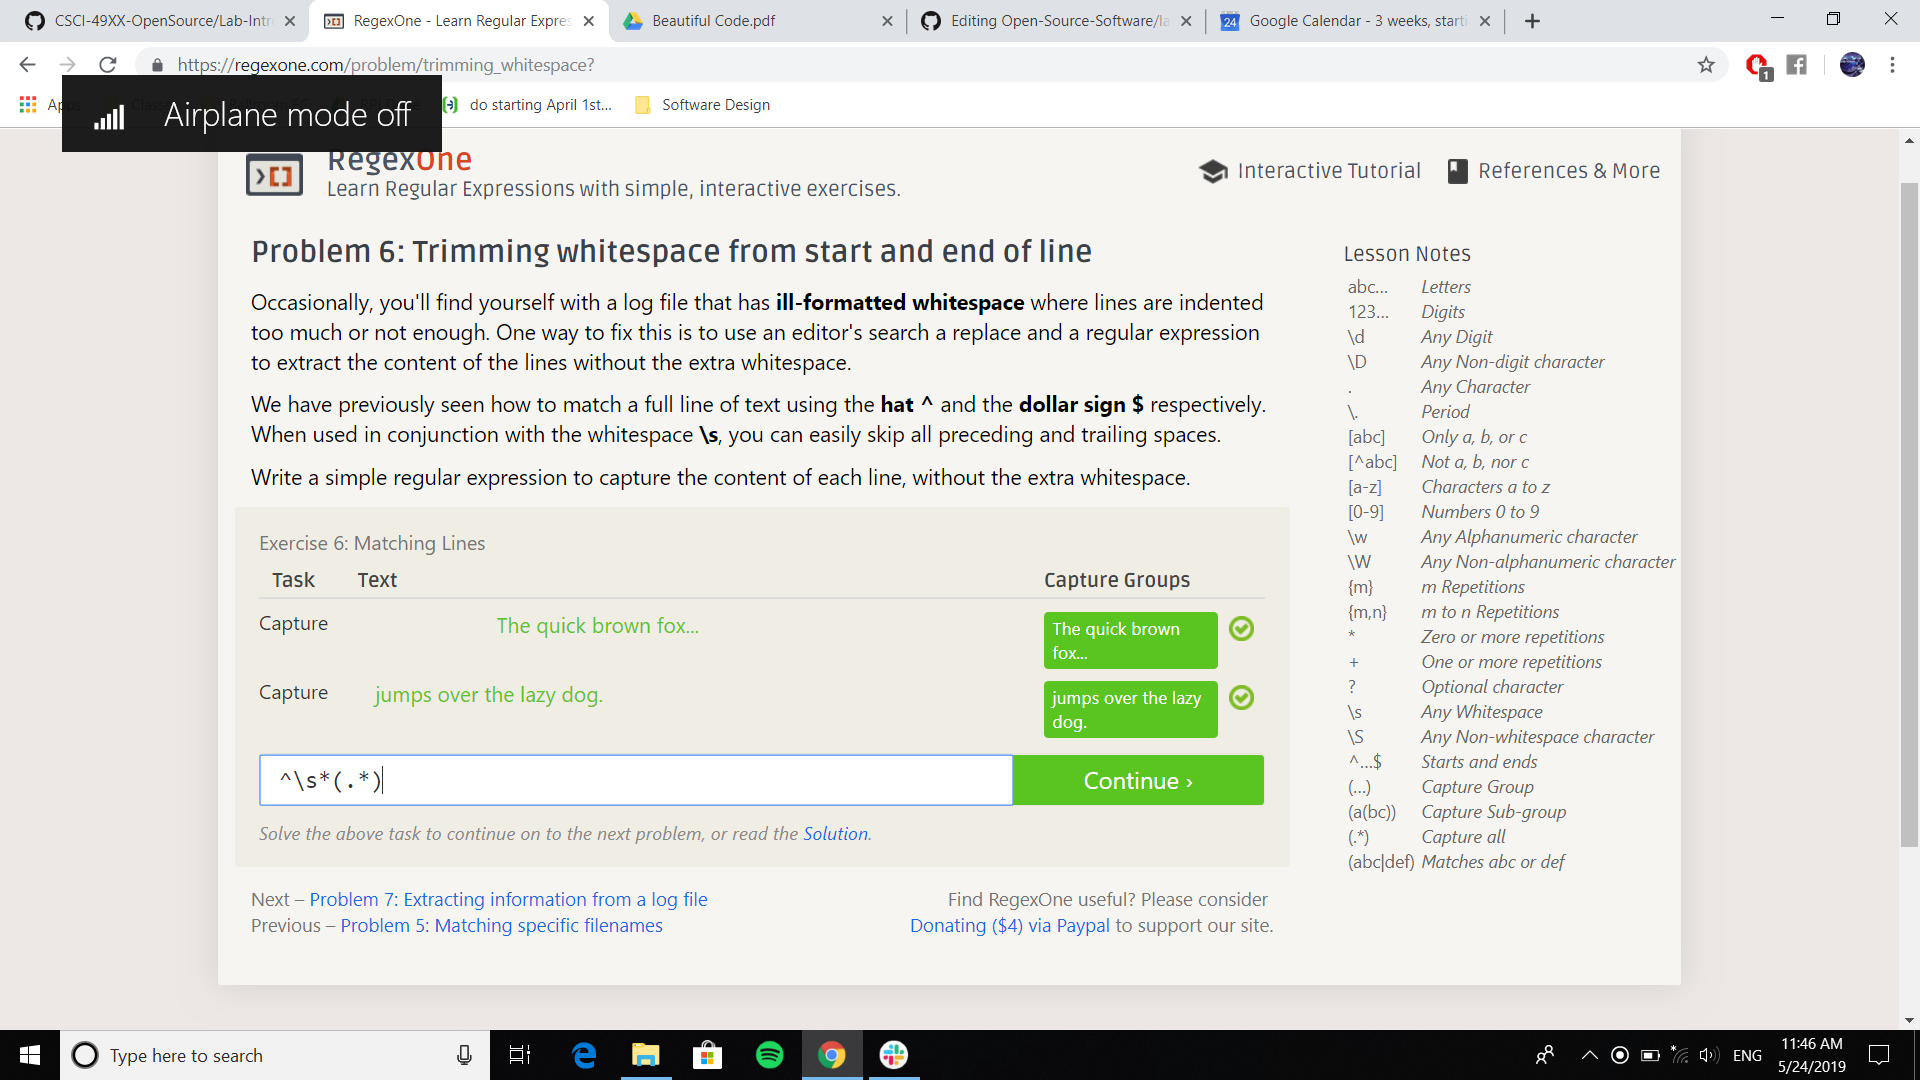 CSCI-49XX-OpenSource/Lab-Intr
RegexOne - Learn Regular Expres
Beautiful Code.pdf
Editing Open-Source-Software/la
24 Google Calendar - 3 weeks, starti
https://regexone.com/problem/trimming_whitespace?
1
do starting April 1st...
Software Design
Airplane mode off
RegexOne
Learn Regular Expressions with simple, interactive exercises.
Interactive Tutorial
References & More
Problem 6: Trimming whitespace from start and end of line
Occasionally, you'll find yourself with a log file that has ill-formatted whitespace where lines are indented
too much or not enough. One way to fix this is to use an editor's search a replace and a regular expression
to extract the content of the lines without the extra whitespace.
We have previously seen how to match a full line of text using the hat ^ and the dollar sign $ respectively.
When used in conjunction with the whitespace \s, you can easily skip all preceding and trailing spaces.
Write a simple regular expression to capture the content of each line, without the extra whitespace.
Exercise 6: Matching Lines
Task Text Capture Groups
Capture The quick brown fox... The quick brown
fox...
Capture jumps over the lazy dog. jumps over the lazy
dog.
^\s*(.*)
Continue ›
Solve the above task to continue on to the next problem, or read the Solution.
Next – Problem 7: Extracting information from a log file
Previous – Problem 5: Matching specific filenames
Find RegexOne useful? Please consider
Donating ($4) via Paypal to support our site.
Lesson Notes
abc... Letters
123... Digits
\d Any Digit
\D Any Non-digit character
. Any Character
\. Period
[abc] Only a, b, or c
[^abc] Not a, b, nor c
[a-z] Characters a to z
[0-9] Numbers 0 to 9
\w Any Alphanumeric character
\W Any Non-alphanumeric character
{m} m Repetitions
{m,n} m to n Repetitions
* Zero or more repetitions
+ One or more repetitions
? Optional character
\s Any Whitespace
\S Any Non-whitespace character
^...$ Starts and ends
(...) Capture Group
(a(bc)) Capture Sub-group
(.*) Capture all
(abc|def) Matches abc or def
Type here to search
ENG
11:46 AM
5/24/2019